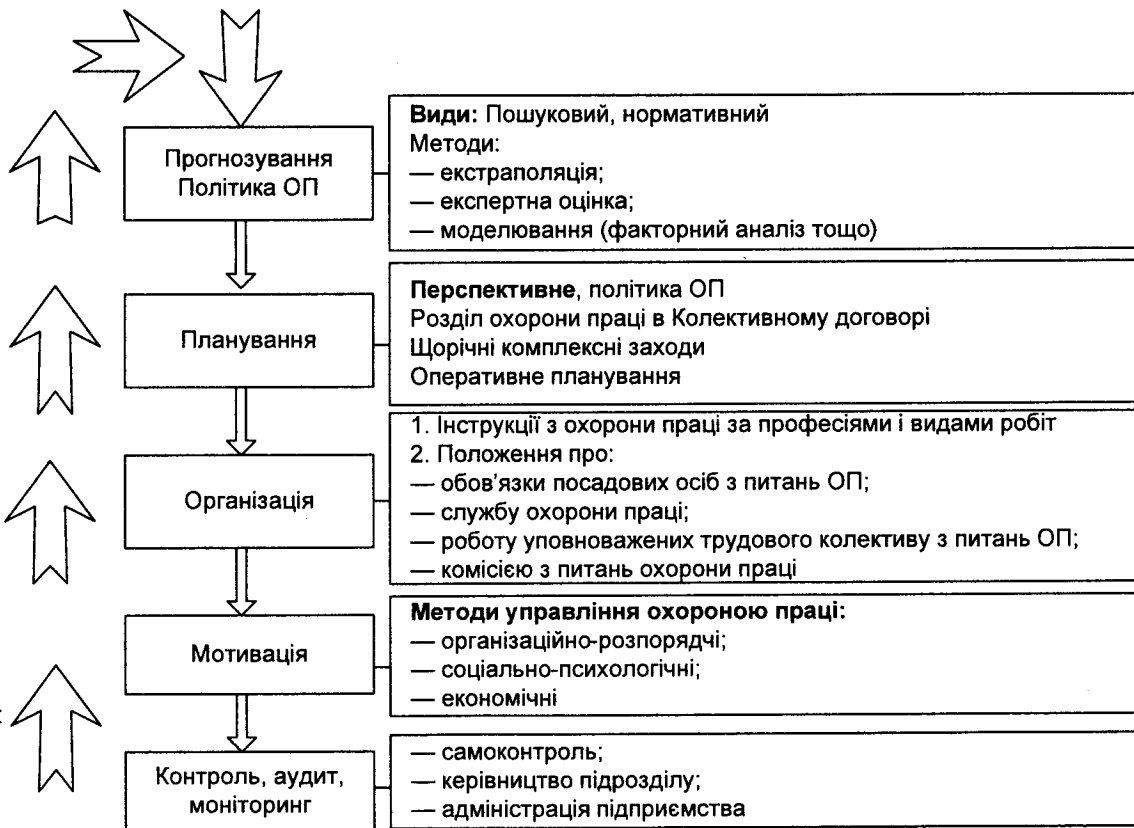 Прогнозування
Політика ОП
Види: Пошуковий, нормативний
Методи:
— екстраполяція;
— експертна оцінка;
— моделювання (факторний аналіз тощо)
Планування
Перспективне, політика ОП
Розділ охорони праці в Колективному договорі
Щорічні комплексні заходи
Оперативне планування
Організація
1. Інструкції з охорони праці за професіями і видами робіт
2. Положення про:
— обов'язки посадових осіб з питань ОП;
— службу охорони праці;
— роботу уповноважених трудового колективу з питань ОП;
— комісією з питань охорони праці
Мотивація
Методи управління охороною праці:
— організаційно-розпорядчі;
— соціально-психологічні;
— економічні
Контроль, аудит,
моніторинг
— самоконтроль;
— керівництво підрозділу;
— адміністрація підприємства